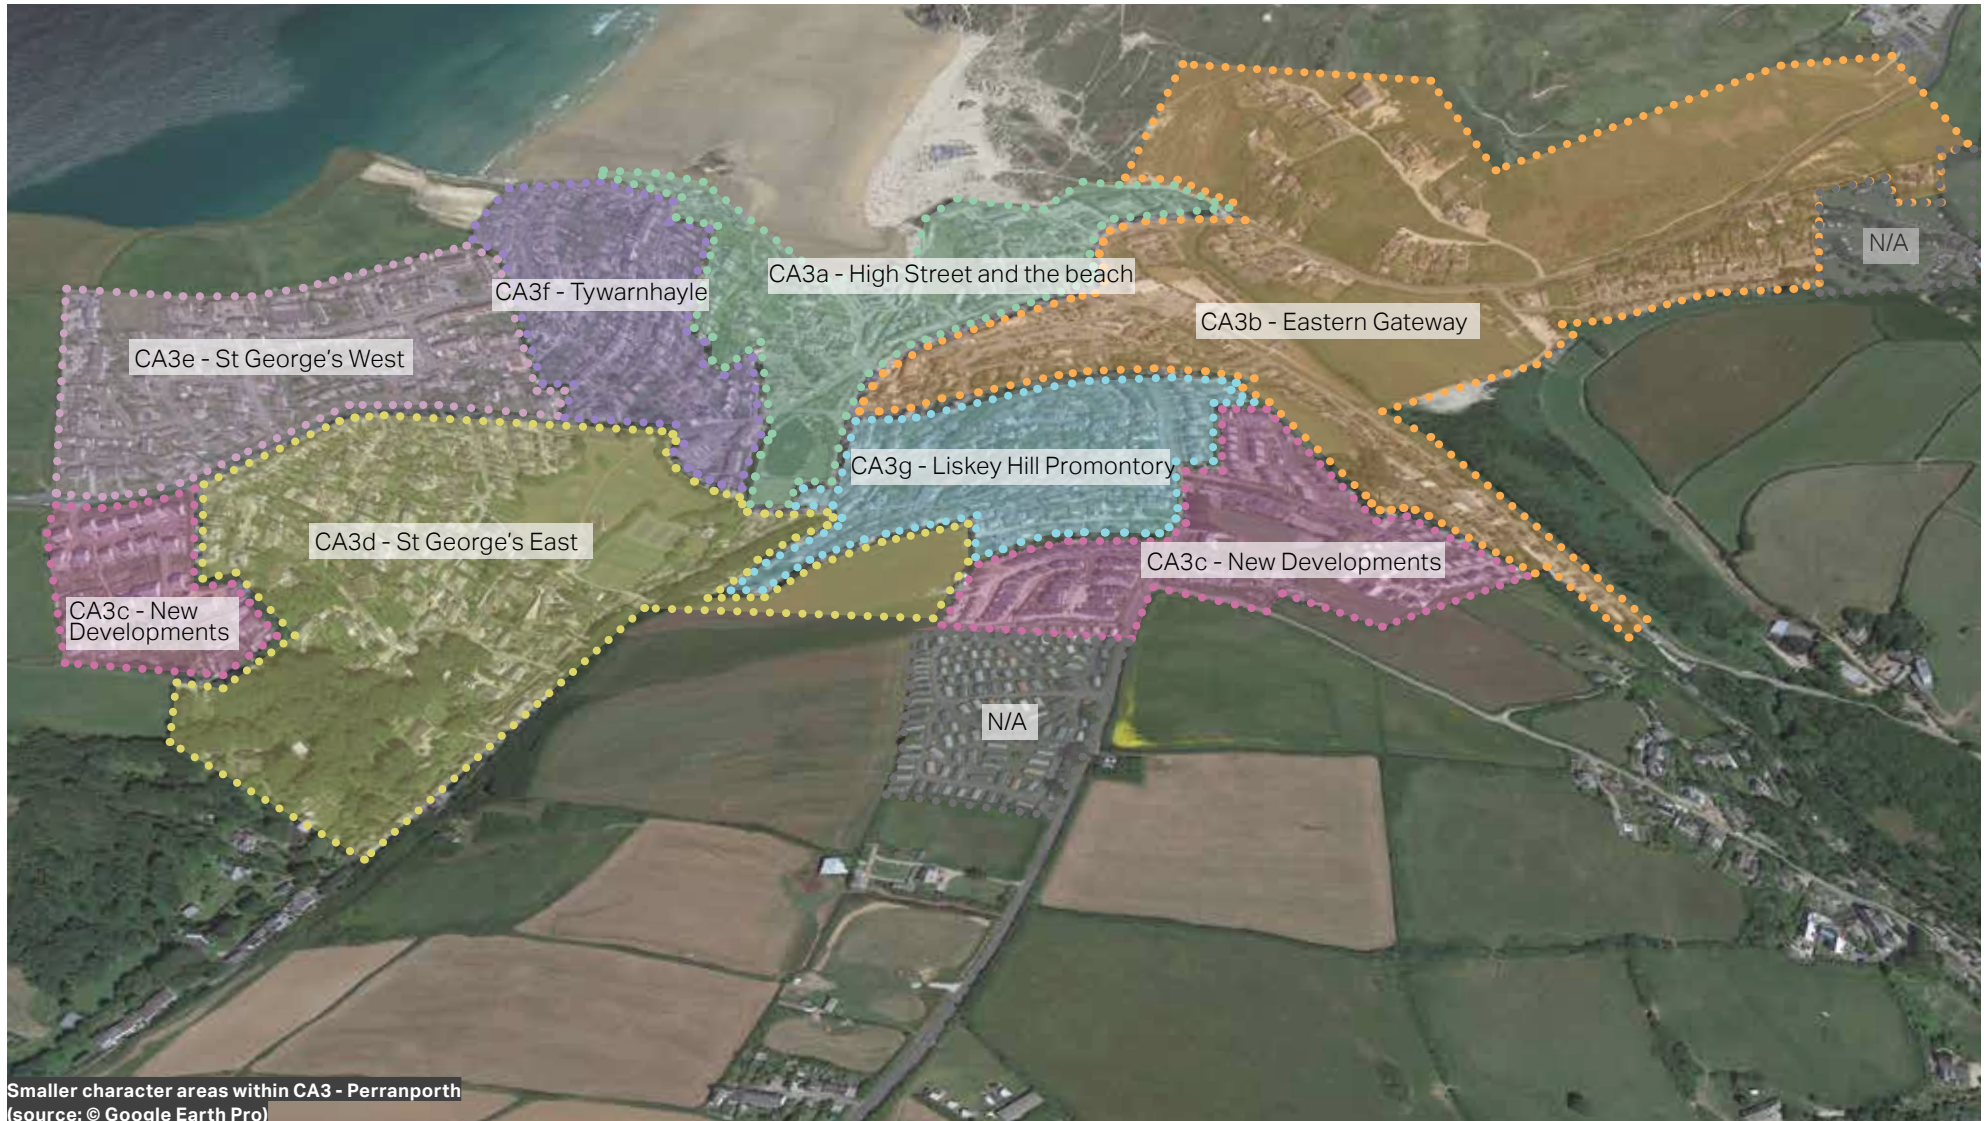 N/A
CA3a - High Street and the beach
CA3f - Tywarnhayle
CA3b - Eastern Gateway
CA3e - St George's West
CA3g - Liskey Hill Promontory
CA3d - St George's East
CA3c - New Developments
CA3c - New
Developments
N/A
Smaller character areas within CA3 - Perranporth
(source: © Google Earth Pro)